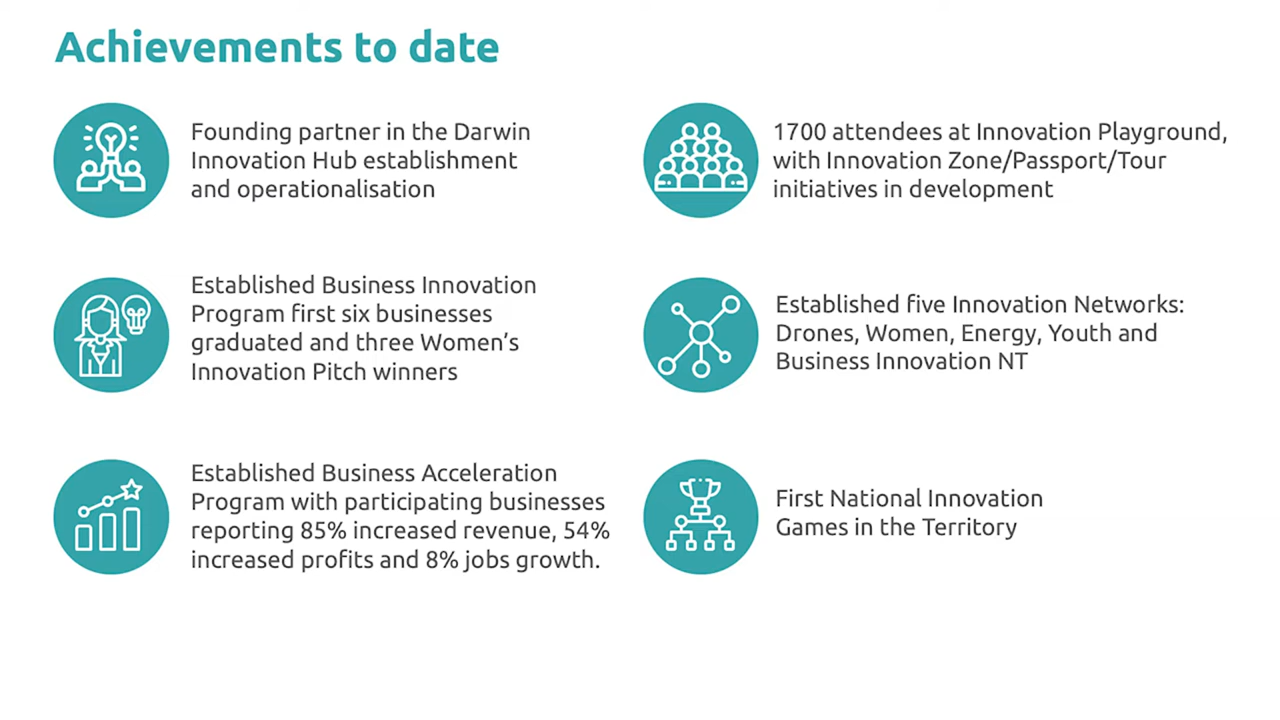 Achievements to date
Founding partner in the Darwin
Innovation Hub establishment
and operationalisation
1700 attendees at Innovation Playground,
with Innovation Zone/Passport/Tour
initiatives in development
Established Business Innovation
Program first six businesses
graduated and three Women’s
Innovation Pitch winners
Established five Innovation Networks:
Drones, Women, Energy, Youth and
Business Innovation NT
Established Business Acceleration
Program with participating businesses
reporting 85% increased revenue, 54%
increased profits and 8% jobs growth.
First National Innovation
Games in the Territory